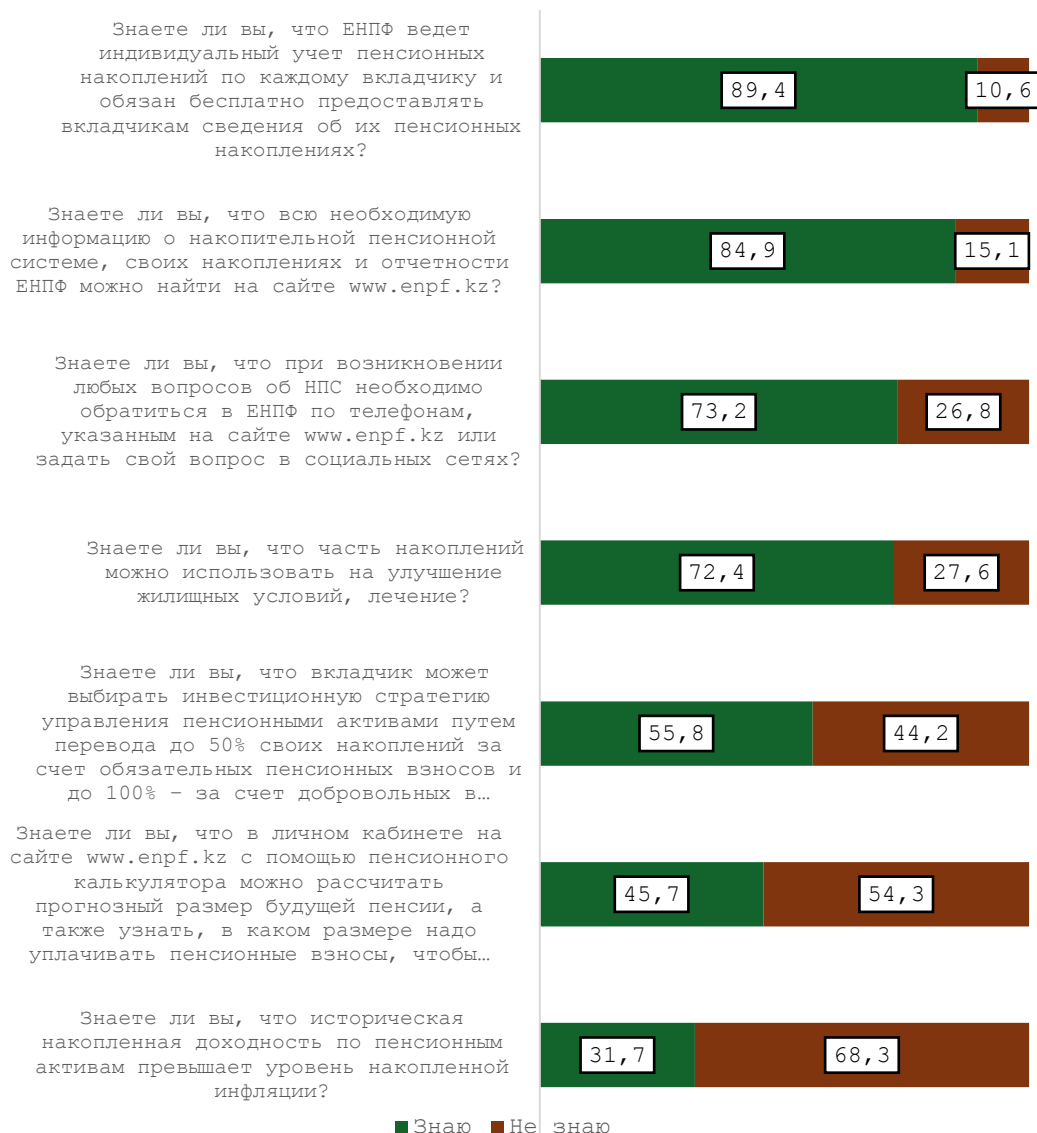 Знаете ли вы, что ЕНПФ ведет
индивидуальный учет пенсионных
накоплений по каждому вкладчику и
обязан бесплатно предоставлять
вкладчикам сведения об их пенсионных
накоплениях?
89,4
10,6
Знаете ли вы, что всю необходимую
информацию о накопительной пенсионной
системе, своих накоплениях и отчетности
ЕНПФ можно найти на сайте www.enpf.kz?
84,9
15,1
Знаете ли вы, что при возникновении
любых вопросов об НПС необходимо
обратиться в ЕНПФ по телефонам,
указанным на сайте www.enpf.kz или
задать свой вопрос в социальных сетях?
73,2
26,8
Знаете ли вы, что часть накоплений
можно использовать на улучшение
жилищных условий, лечение?
72,4
27,6
Знаете ли вы, что вкладчик может
выбирать инвестиционную стратегию
управления пенсионными активами путем
перевода до 50% своих накоплений за
счет обязательных пенсионных взносов и
до 100% – за счет добровольных в…
55,8
44,2
Знаете ли вы, что в личном кабинете на
сайте www.enpf.kz с помощью пенсионного
калькулятора можно рассчитать
прогнозный размер будущей пенсии, а
также узнать, в каком размере надо
уплачивать пенсионные взносы, чтобы…
45,7
54,3
Знаете ли вы, что историческая
накопленная доходность по пенсионным
активам превышает уровень накопленной
инфляции?
31,7
68,3
Знаю Не знаю